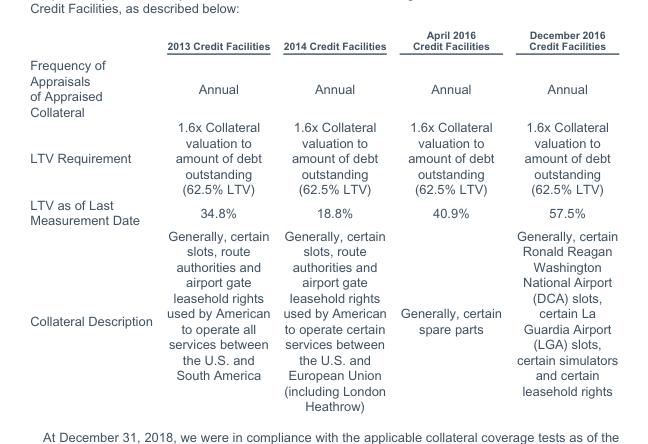 Credit Facilities, as described below:
2013 Credit Facilities 2014 Credit Facilities April 2016 Credit Facilities December 2016 Credit Facilities
Frequency of
Appraisals
of Appraised
Collateral
Annual Annual Annual Annual
LTV Requirement
1.6x Collateral
valuation to
amount of debt
outstanding
(62.5% LTV)
1.6x Collateral
valuation to
amount of debt
outstanding
(62.5% LTV)
1.6x Collateral
valuation to
amount of debt
outstanding
(62.5% LTV)
1.6x Collateral
valuation to
amount of debt
outstanding
(62.5% LTV)
LTV as of Last
Measurement Date
34.8% 18.8% 40.9% 57.5%
Collateral Description
Generally, certain
slots, route
authorities and
airport gate
leasehold rights
used by American
to operate all
services between
the U.S. and
South America
Generally, certain
slots, route
authorities and
airport gate
leasehold rights
used by American
to operate certain
services between
the U.S. and
European Union
(including London
Heathrow)
Generally, certain
spare parts
Generally, certain
Ronald Reagan
Washington
National Airport
(DCA) slots,
certain La
Guardia Airport
(LGA) slots,
certain simulators
and certain
leasehold rights
At December 31, 2018, we were in compliance with the applicable collateral coverage tests as of the